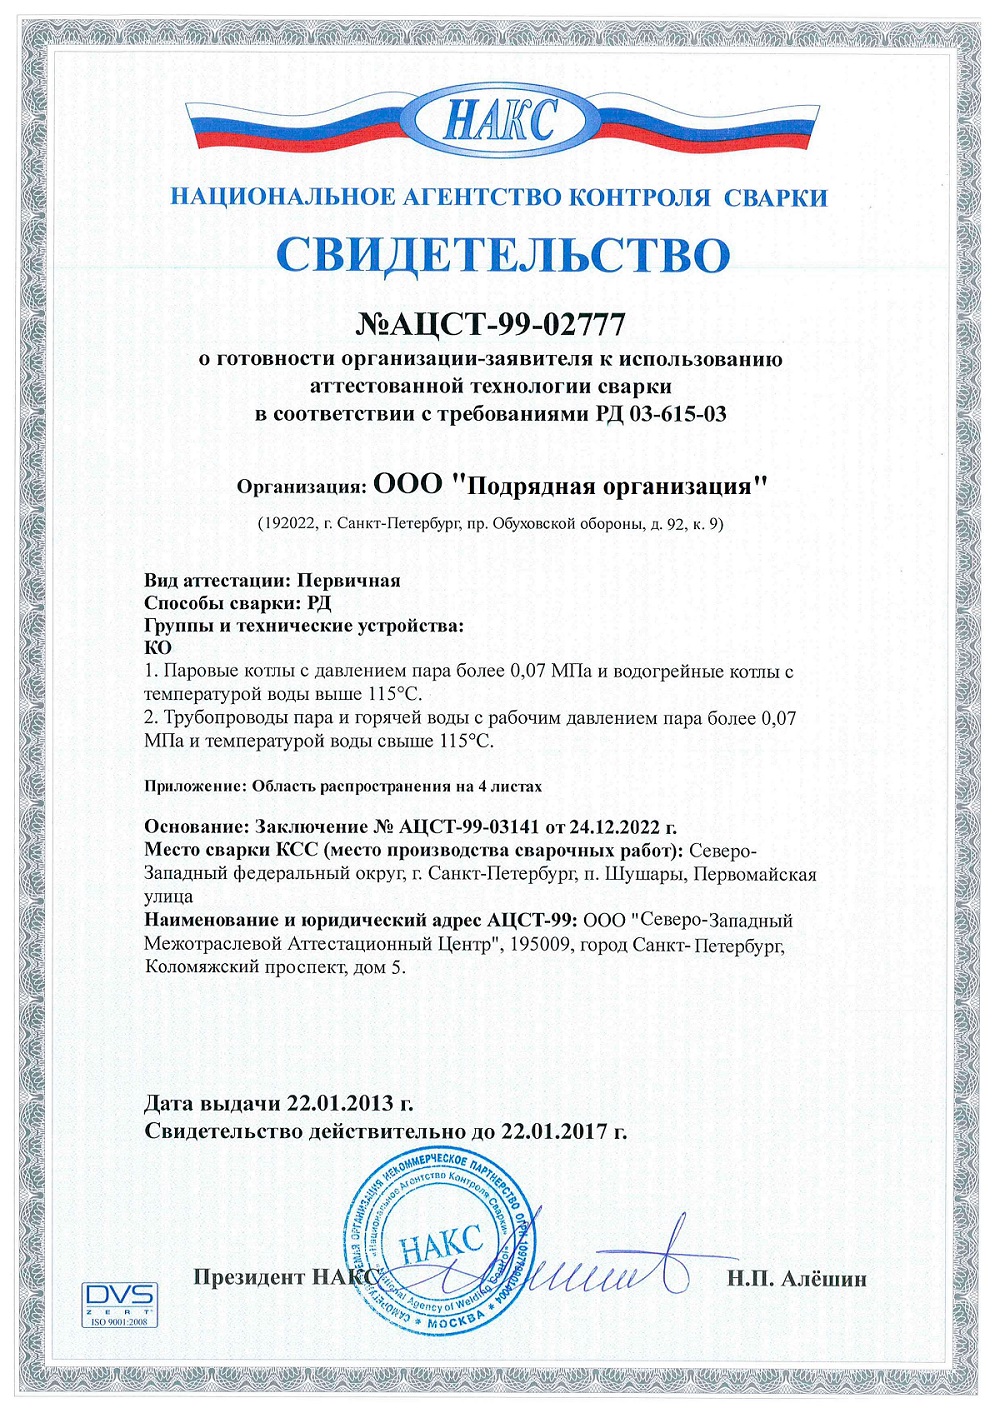 НАКС
НАЦИОНАЛЬНОЕ АГЕНТСТВО КОНТРОЛЯ СВАРКИ
СВИДЕТЕЛЬСТВО
№АЦСТ-99-02777
о готовности организации-заявителя к использованию
аттестованной технологии сварки
в соответствии с требованиями РД 03-615-03
Организация: ООО "Подрядная организация"
(192022, г. Санкт-Петербург, пр. Обуховской обороны, д. 92, к. 9)
Вид аттестации: Первичная
Способы сварки: РД
Группы и технические устройства:
КО
1. Паровые котлы с давлением пара более 0,07 МПа и водогрейные котлы с
температурой воды выше 115°С.
2. Трубопроводы пара и горячей воды с рабочим давлением пара более 0,07
МПа и температурой воды свыше 115°С.
Приложение: Область распространения на 4 листах
Основание: Заключение № АЦСТ-99-03141 от 24.12.2022 г.
Место сварки КСС (место производства сварочных работ): Северо-
Западный федеральный округ, г. Санкт-Петербург, п. Шушары, Первомайская
улица
Наименование и юридический адрес АЦСТ-99: ООО "Северо-Западный
Межотраслевой Аттестационный Центр", 195009, город Санкт-Петербург,
Коломяжский проспект, дом 5.
Дата выдачи 22.01.2013 г.
Свидетельство действительно до 22.01.2017 г.
НЕКОММЕРЧЕСКОЕ ПАРТНЕРСТВО ОГРН
САМОРЕГУЛИРУЕМАЯ ОРГАНИЗАЦИЯ
* МОСКВА *
«Национальное Агентство Контроля Сварки»
«National Agency of Welding Control»
НАКС
Президент НАКС
Н.П. Алёшин
DVS
ZERT
ISO 9001:2008